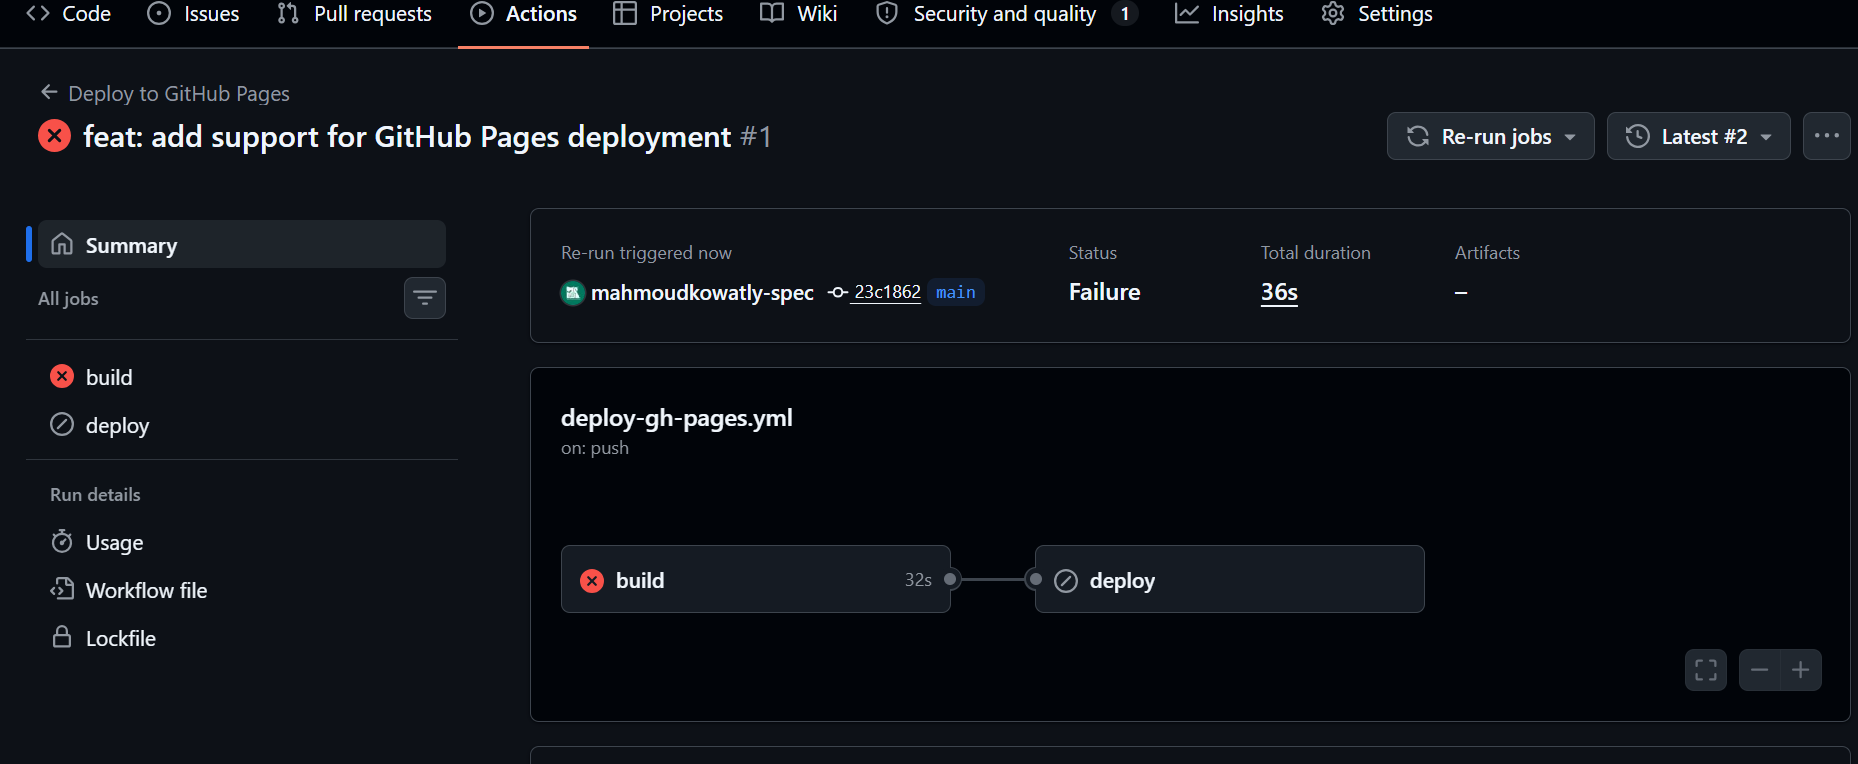 Code Issues Pull requests Actions Projects Wiki Security and quality 1 Insights Settings
Deploy to GitHub Pages
feat: add support for GitHub Pages deployment #1
Re-run jobs Latest #2
Summary
All jobs
build
deploy
Run details
Usage
Workflow file
Lockfile
Re-run triggered now Status Total duration Artifacts
mahmoudkowatly-spec 23c1862 main Failure 36s –
deploy-gh-pages.yml
on: push
build 32s deploy